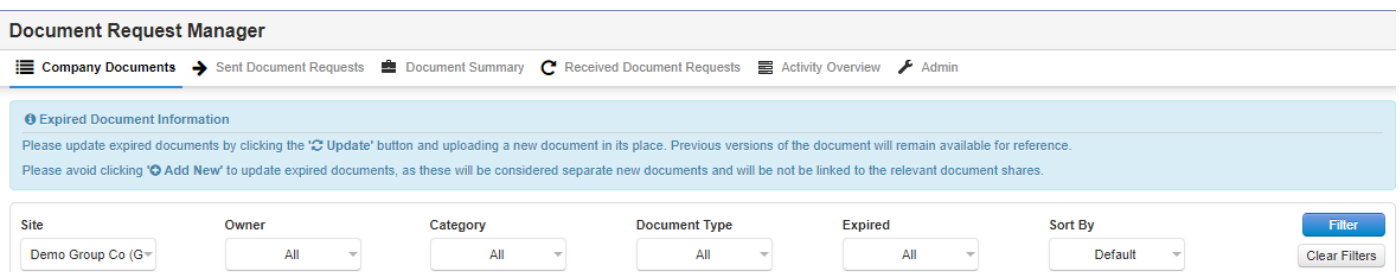 Document Request Manager
Company Documents Sent Document Requests Document Summary Received Document Requests Activity Overview Admin
Expired Document Information
Please update expired documents by clicking the 'Update' button and uploading a new document in its place. Previous versions of the document will remain available for reference.
Please avoid clicking 'Add New' to update expired documents, as these will be considered separate new documents and will be not be linked to the relevant document shares.
Site Owner Category Document Type Expired Sort By Filter
Demo Group Co (G All All All All Default Clear Filters